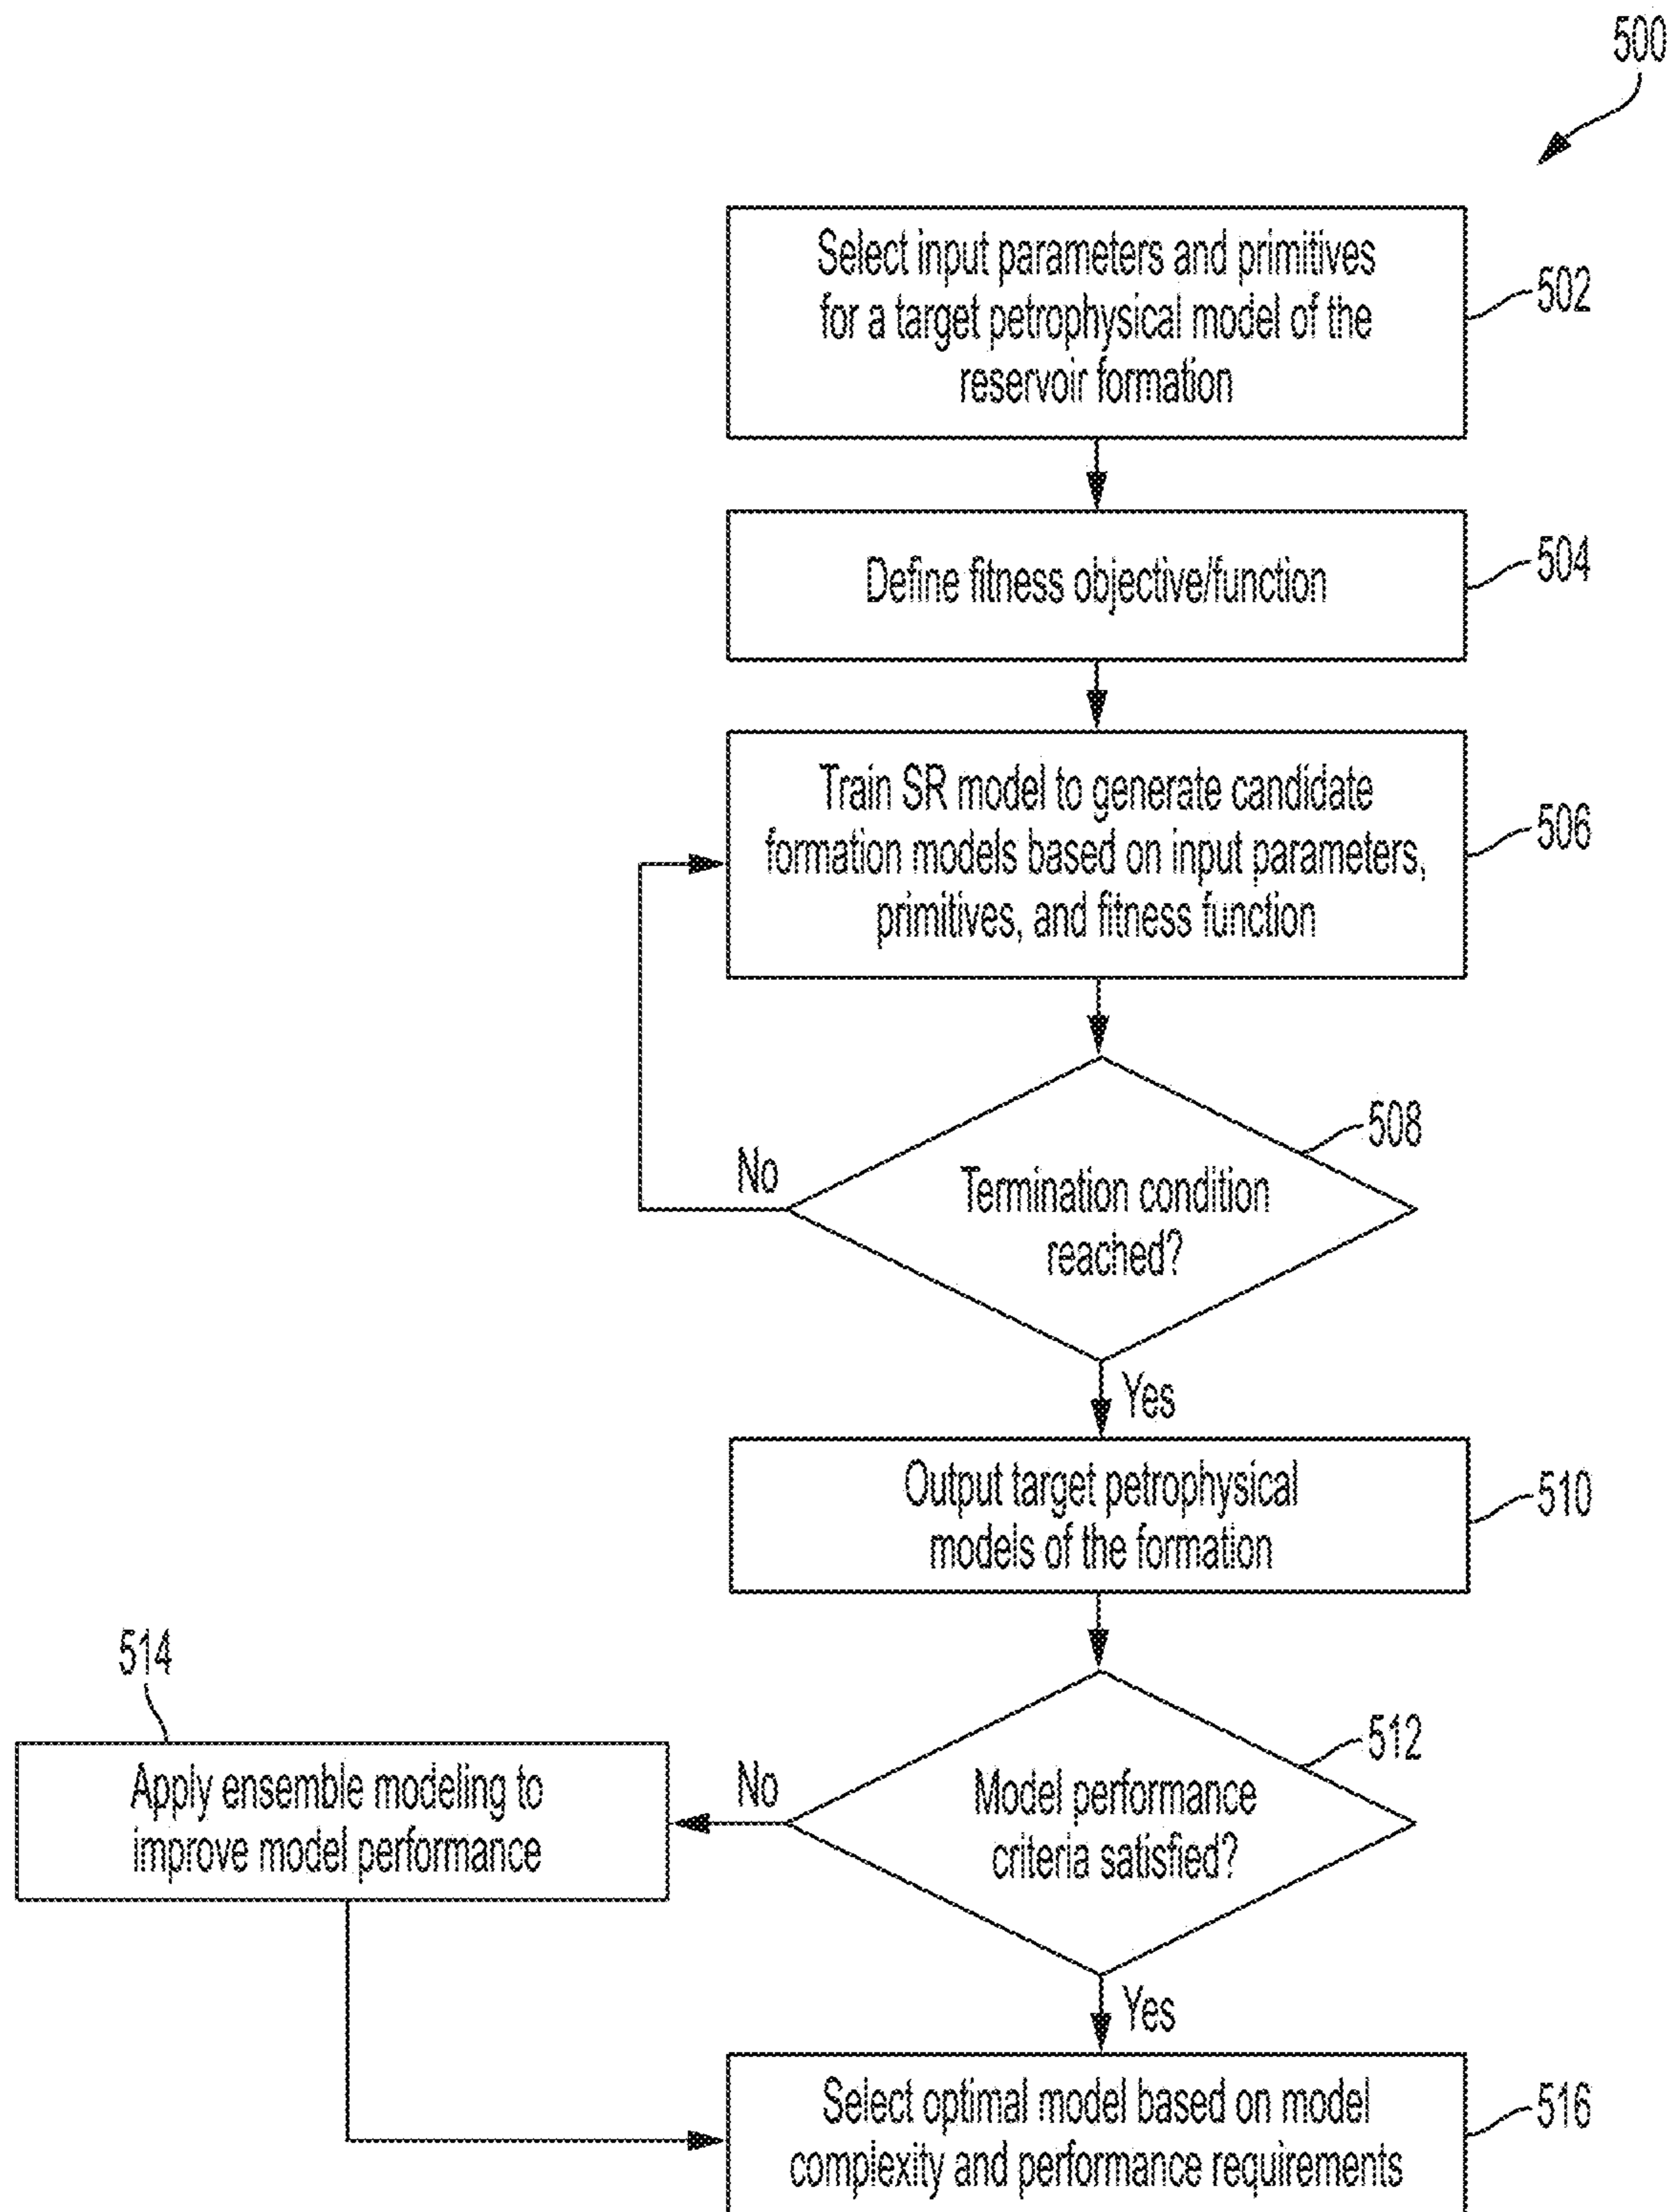 500
Select input parameters and primitives
for a target petrophysical model of the
reservoir formation
502
Define fitness objective/function
504
Train SR model to generate candidate
formation models based on input parameters,
primitives, and fitness function
506
508
No
Termination condition
reached?
Yes
Output target petrophysical
models of the formation
510
514
512
Apply ensemble modeling to
improve model performance
No
Model performance
criteria satisfied?
Yes
Select optimal model based on model
complexity and performance requirements
516